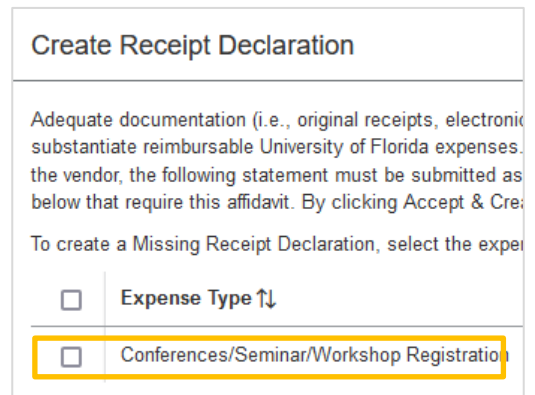 Create Receipt Declaration
Adequate documentation (i.e., original receipts, electronic
substantiate reimbursable University of Florida expenses.
the vendor, the following statement must be submitted as
below that require this affidavit. By clicking Accept & Cre
To create a Missing Receipt Declaration, select the expe
Expense Type ↑↓
Conferences/Seminar/Workshop Registration